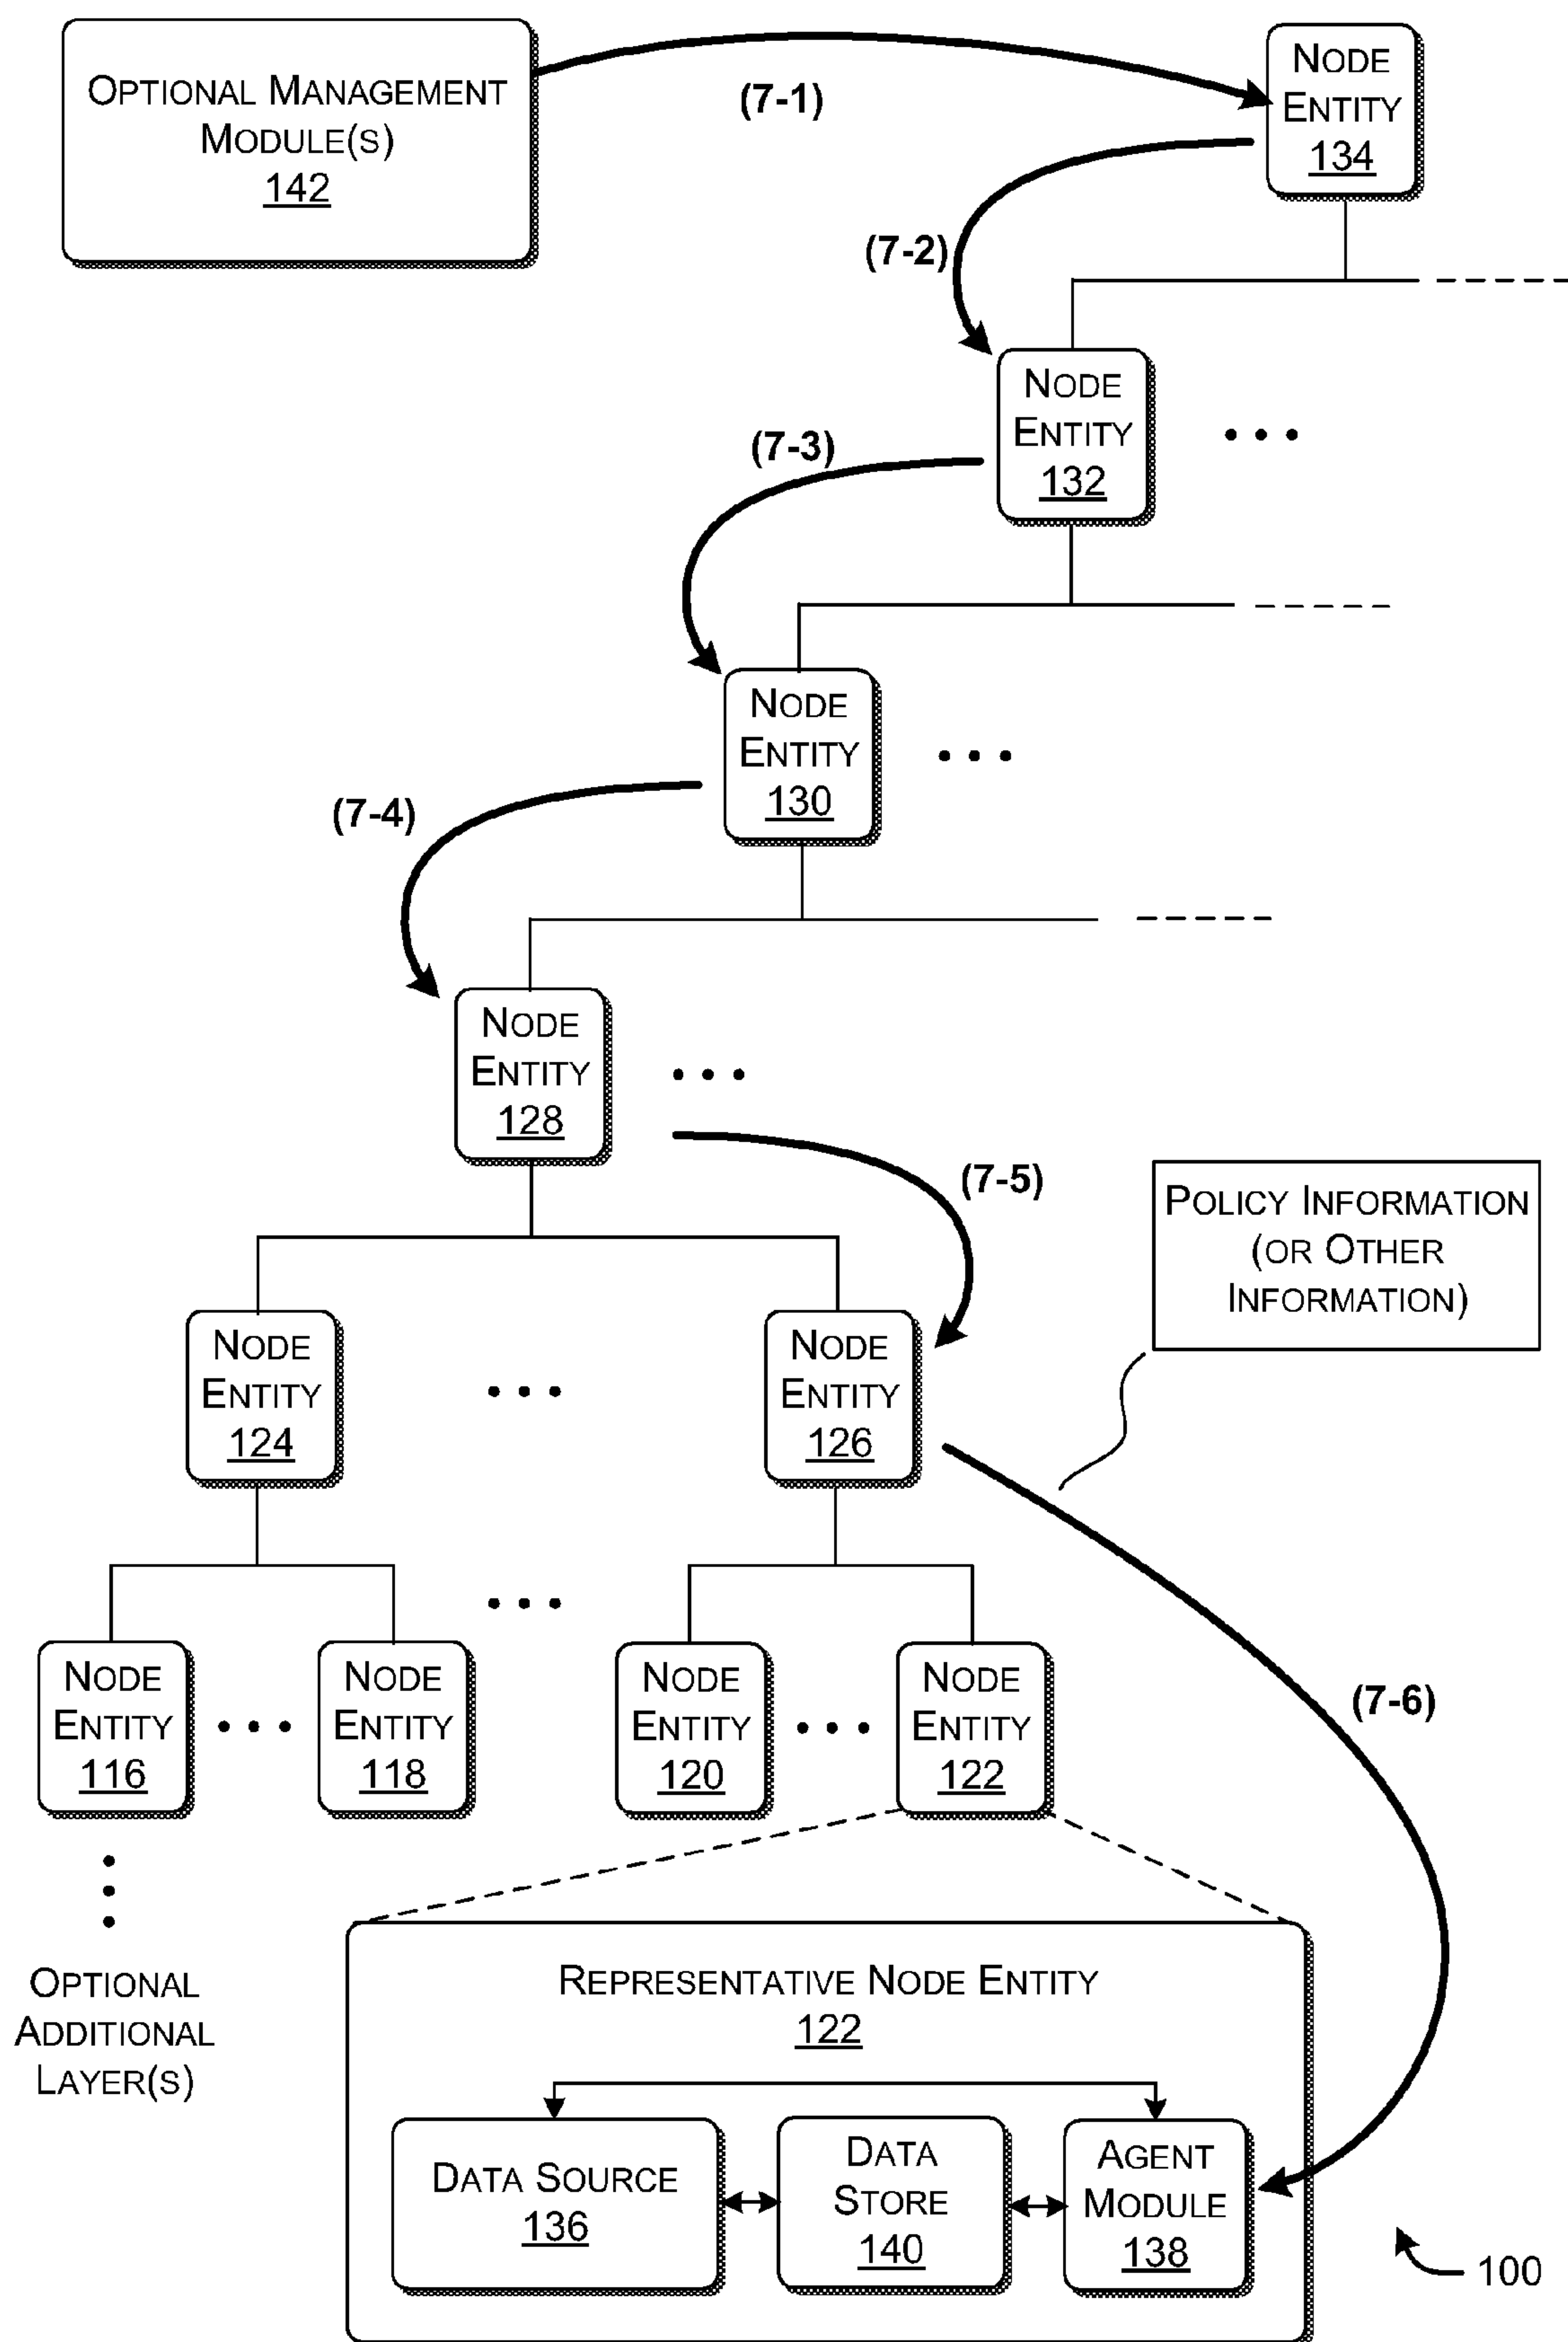 OPTIONAL MANAGEMENT
MODULE(S)
142
(7-1)
NODE
ENTITY
134
(7-2)
NODE
ENTITY
132
(7-3)
NODE
ENTITY
130
(7-4)
NODE
ENTITY
128
(7-5)
POLICY INFORMATION
(OR OTHER
INFORMATION)
NODE
ENTITY
124
NODE
ENTITY
126
(7-6)
NODE
ENTITY
116
NODE
ENTITY
118
NODE
ENTITY
120
NODE
ENTITY
122
OPTIONAL
ADDITIONAL
LAYER(S)
REPRESENTATIVE NODE ENTITY
122
DATA SOURCE
136
DATA
STORE
140
AGENT
MODULE
138
100